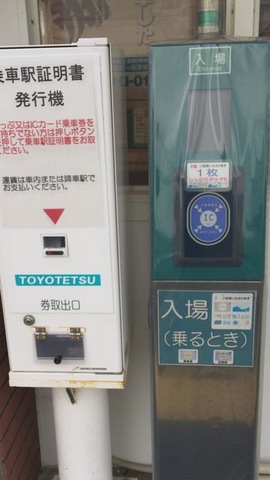 乗車駅証明書
発行機
っぷ又はICカード乗車券を
持ちでない方は押しボタン
押して乗車駅証明書をお取
ください。
運賃は車内または降車駅で
お支払いください。
TOYOTETSU
券取出口
入場
Entrance
1枚
IC
入場
(乗るとき)